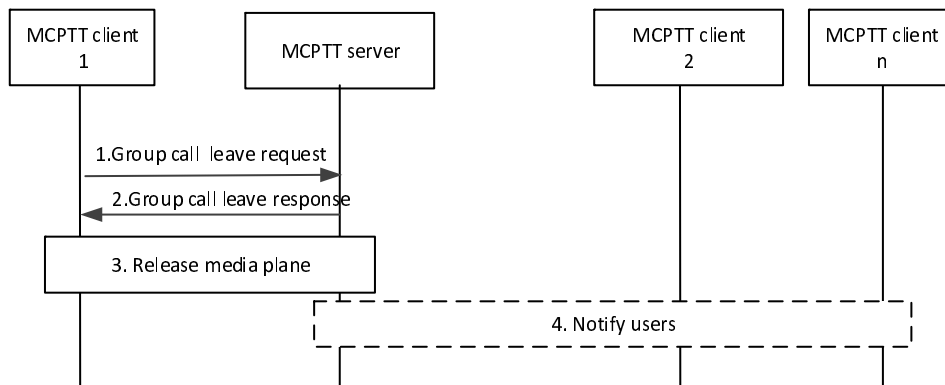 MCPTT client
1
MCPTT server
MCPTT client
2
MCPTT client
n
1.Group call leave request
2.Group call leave response
3. Release media plane
4. Notify users